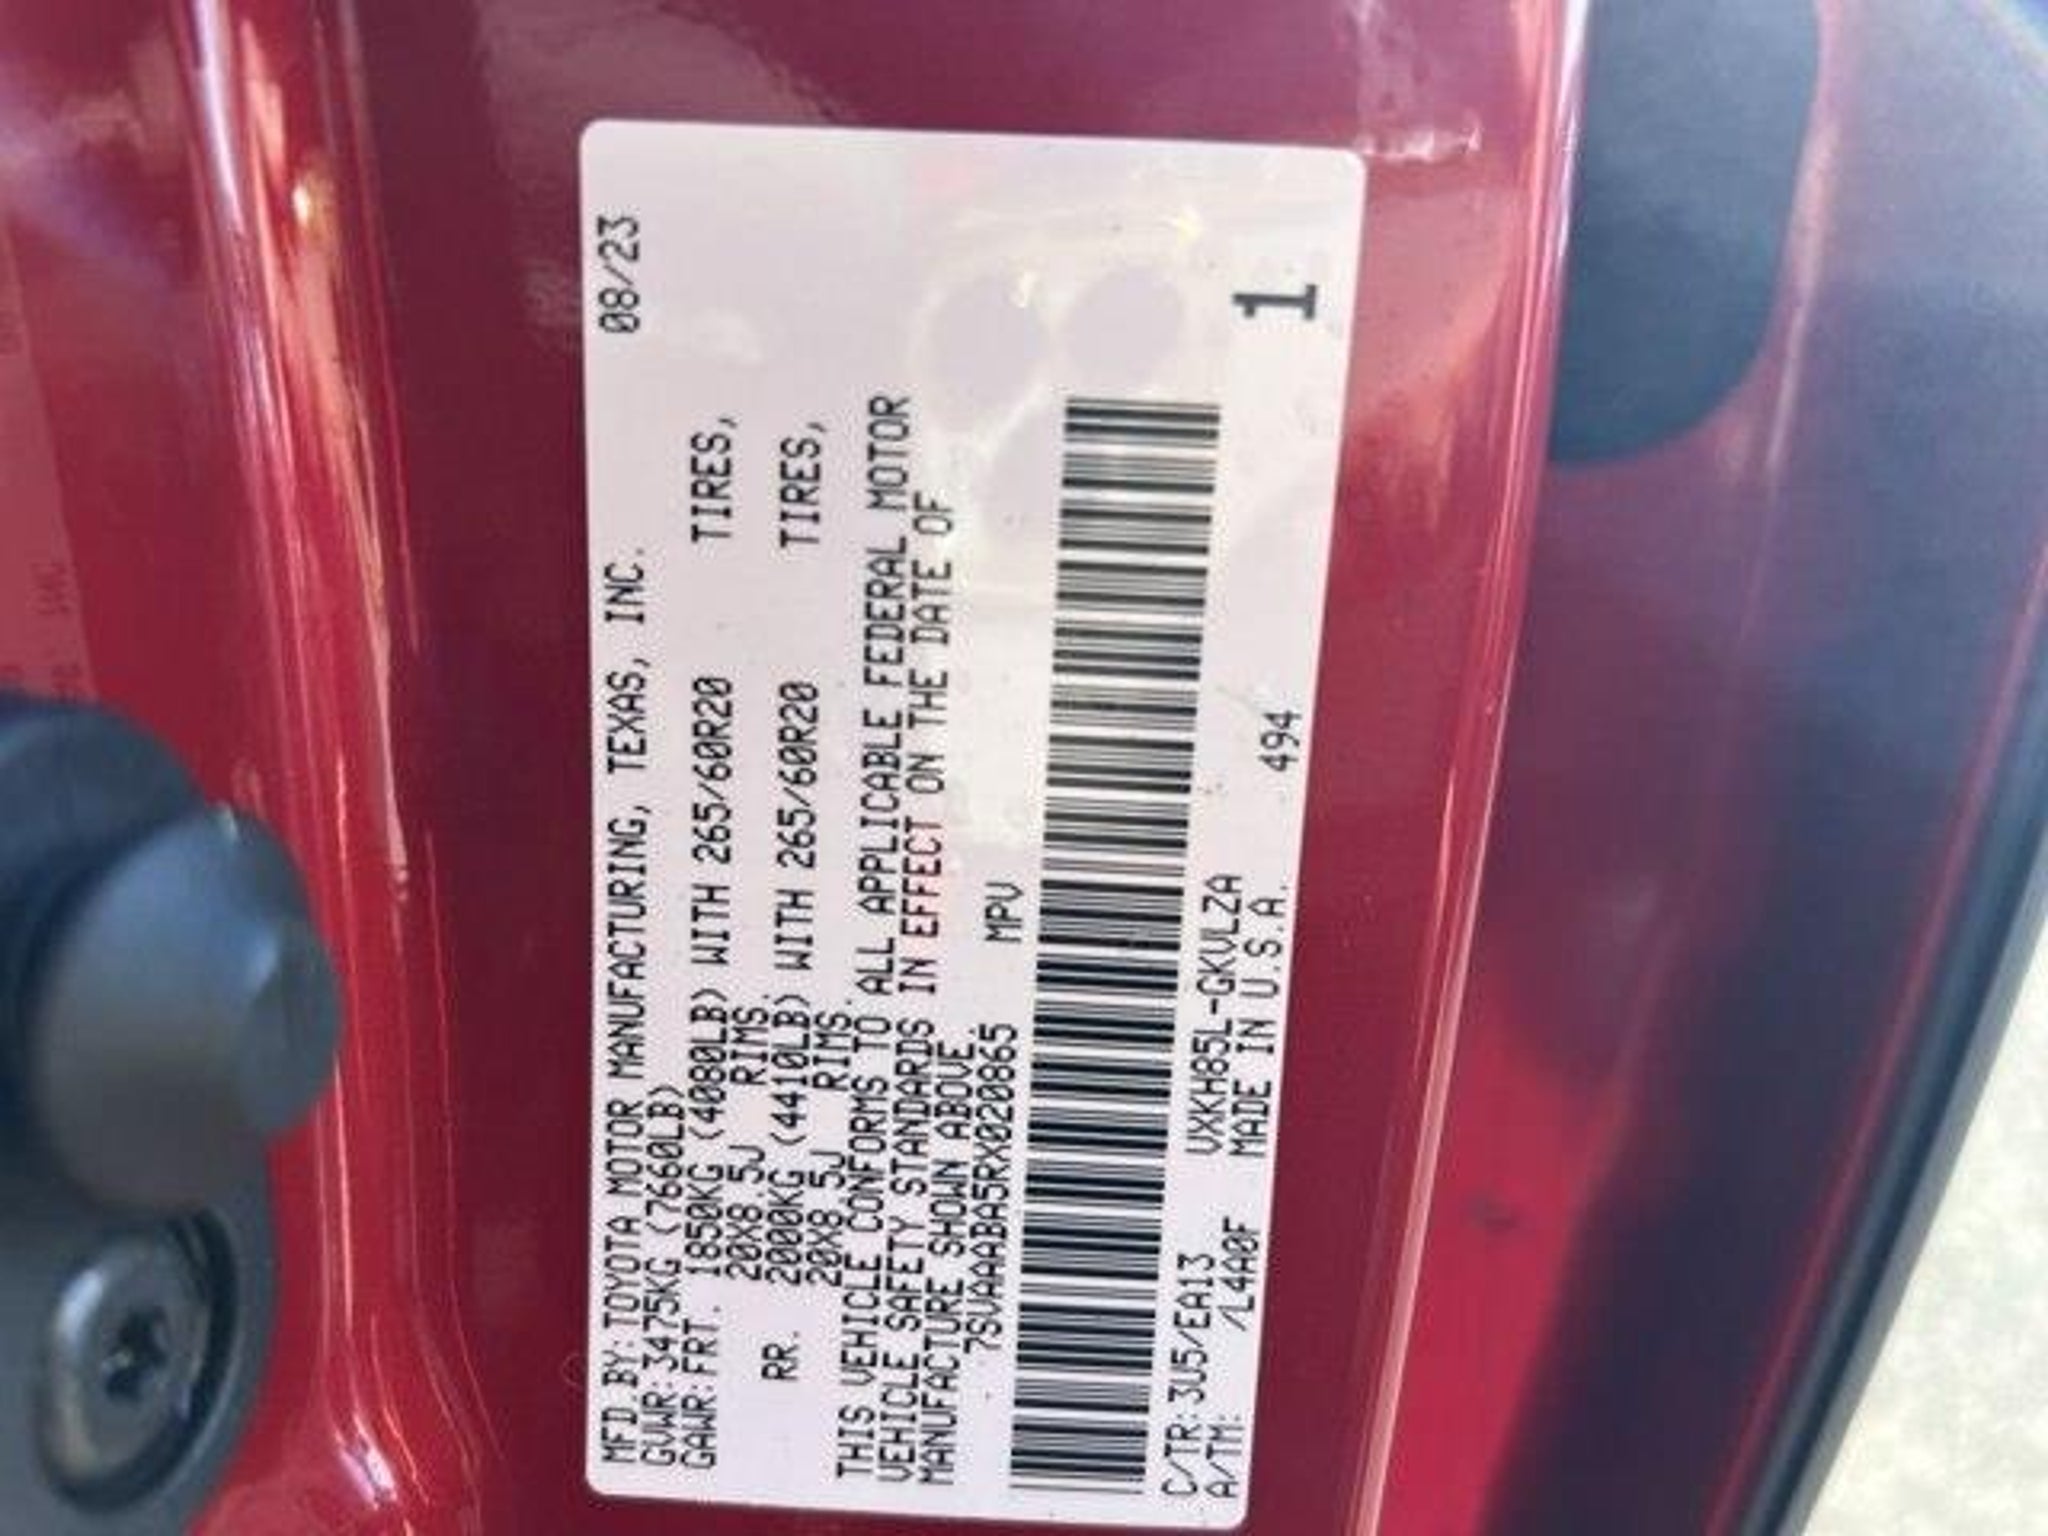 MFD.BY:TOYOTA MOTOR MANUFACTURING, TEXAS, INC. 08/23
GVWR:3475KG (7660LB)
GAWR:FRT. 1850KG (4080LB) WITH 265/60R20 TIRES,
20X8.5J RIMS.
RR. 2000KG (4410LB) WITH 265/60R20 TIRES,
20X8.5J RIMS.
THIS VEHICLE CONFORMS TO ALL APPLICABLE FEDERAL MOTOR
VEHICLE SAFETY STANDARDS IN EFFECT ON THE DATE OF
MANUFACTURE SHOWN ABOVE.
7SVAAABA5RX020865 MPV
C/TR:3U5/EA13 VXKH85L-GKVLZA
A/TM: /L4A0F MADE IN U.S.A. 494
1